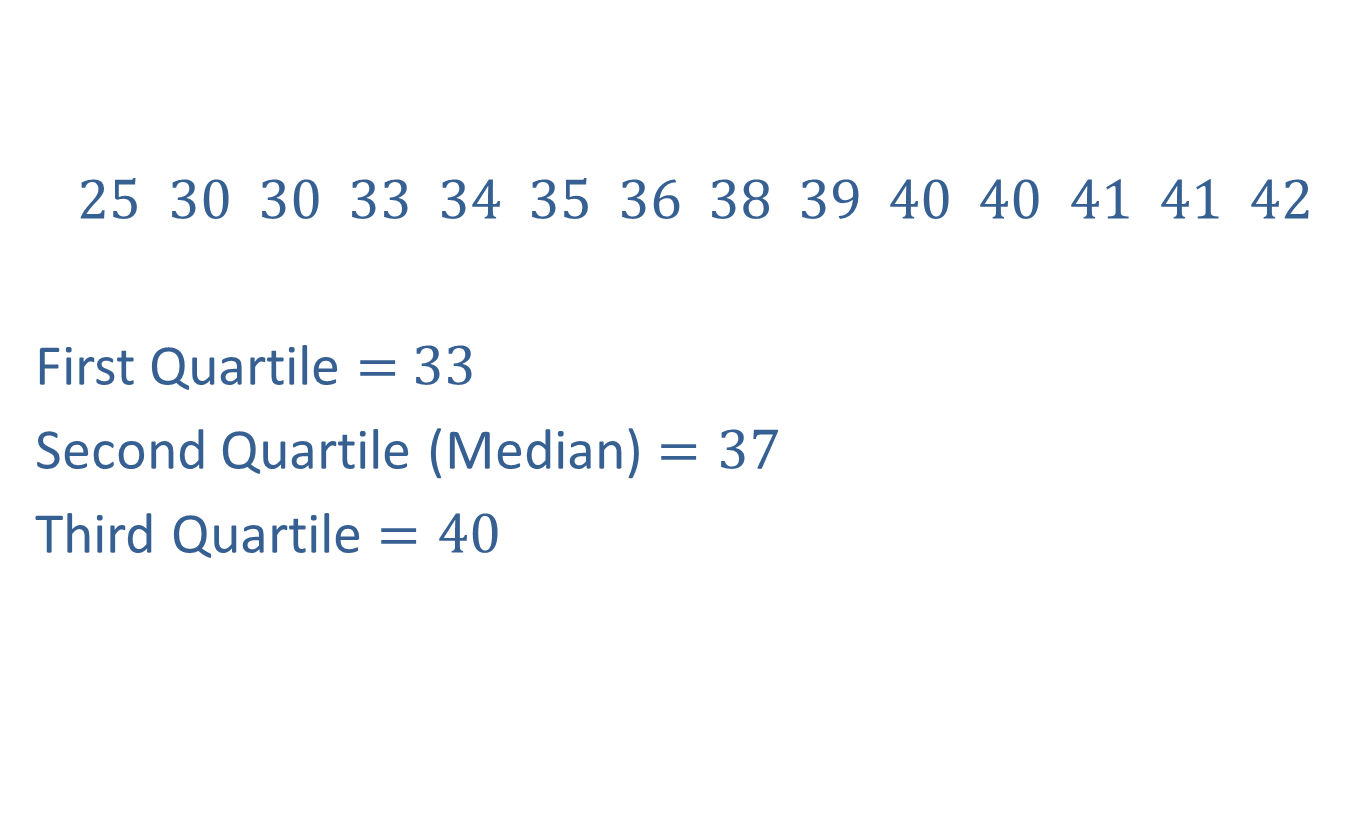 25 30 30 33 34 35 36 38 39 40 40 41 41 42
First Quartile = 33
Second Quartile (Median) = 37
Third Quartile = 40